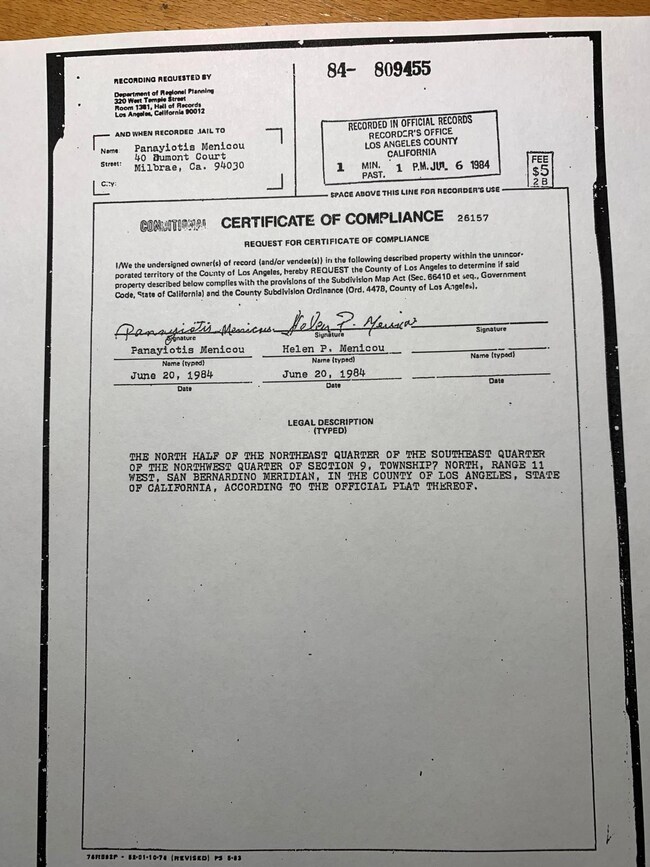 84- 809455
RECORDING REQUESTED BY
Department of Regional Planning
320 West Temple Street
Room 1381, Hall of Records
Los Angeles, California 90012
AND WHEN RECORDED MAIL TO
Name: Panayiotis Menicou
Street: 40 Dumont Court
Milbrae, Ca. 94030
City:
RECORDED IN OFFICIAL RECORDS
RECORDER'S OFFICE
LOS ANGELES COUNTY
CALIFORNIA
1 MIN. PAST. 1 P.M. JUL 6 1984
FEE
$5
2 B
SPACE ABOVE THIS LINE FOR RECORDER'S USE
CONDITIONAL CERTIFICATE OF COMPLIANCE 26157
REQUEST FOR CERTIFICATE OF COMPLIANCE
I/We the undersigned owner(s) of record (and/or vendee(s)) in the following described property within the unincor-
porated territory of the County of Los Angeles, hereby REQUEST the County of Los Angeles to determine if said
property described below complies with the provisions of the Subdivision Map Act (Sec. 66410 et seq., Government
Code, State of California) and the County Subdivision Ordinance (Ord. 4478, County of Los Angeles).
Panayiotis Menicou Helen P. Menicou
Signature Signature Signature
Panayiotis Menicou Helen P. Menicou
Name (typed) Name (typed) Name (typed)
June 20, 1984 June 20, 1984
Date Date Date
LEGAL DESCRIPTION
(TYPED)
THE NORTH HALF OF THE NORTHEAST QUARTER OF THE SOUTHEAST QUARTER
OF THE NORTHWEST QUARTER OF SECTION 9, TOWNSHIP7 NORTH, RANGE 11
WEST, SAN BERNARDINO MERIDIAN, IN THE COUNTY OF LOS ANGELES, STATE
OF CALIFORNIA, ACCORDING TO THE OFFICIAL PLAT THEREOF.
(REVISED)